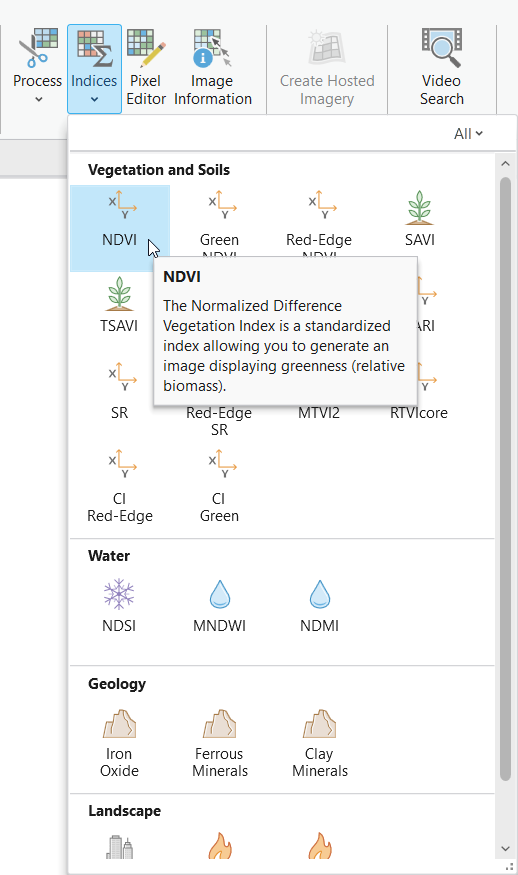 Process
Indices
Pixel
Editor
Image
Information
Create Hosted
Imagery
Video
Search
All
Vegetation and Soils
NDVI
Green
NDVI
Red-Edge
NDVI
SAVI
NDVI
The Normalized Difference
Vegetation Index is a standardized
index allowing you to generate an
image displaying greenness (relative
biomass).
TSAVI
ARI
SR
Red-Edge
SR
MTVI2
RTVIcore
CI
Red-Edge
CI
Green
Water
NDSI
MNDWI
NDMI
Geology
Iron
Oxide
Ferrous
Minerals
Clay
Minerals
Landscape